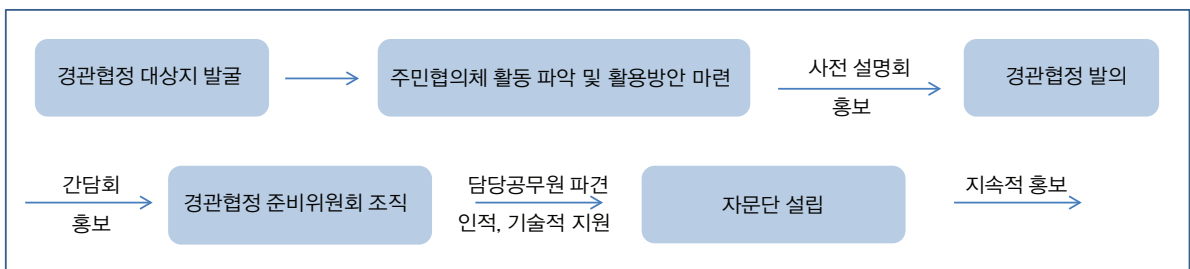 경관협정 대상지 발굴
주민협의체 활동 파악 및 활용방안 마련
사전 설명회
홍보
경관협정 발의
간담회
홍보
경관협정 준비위원회 조직
담당공무원 파견
인적, 기술적 지원
자문단 설립
지속적 홍보